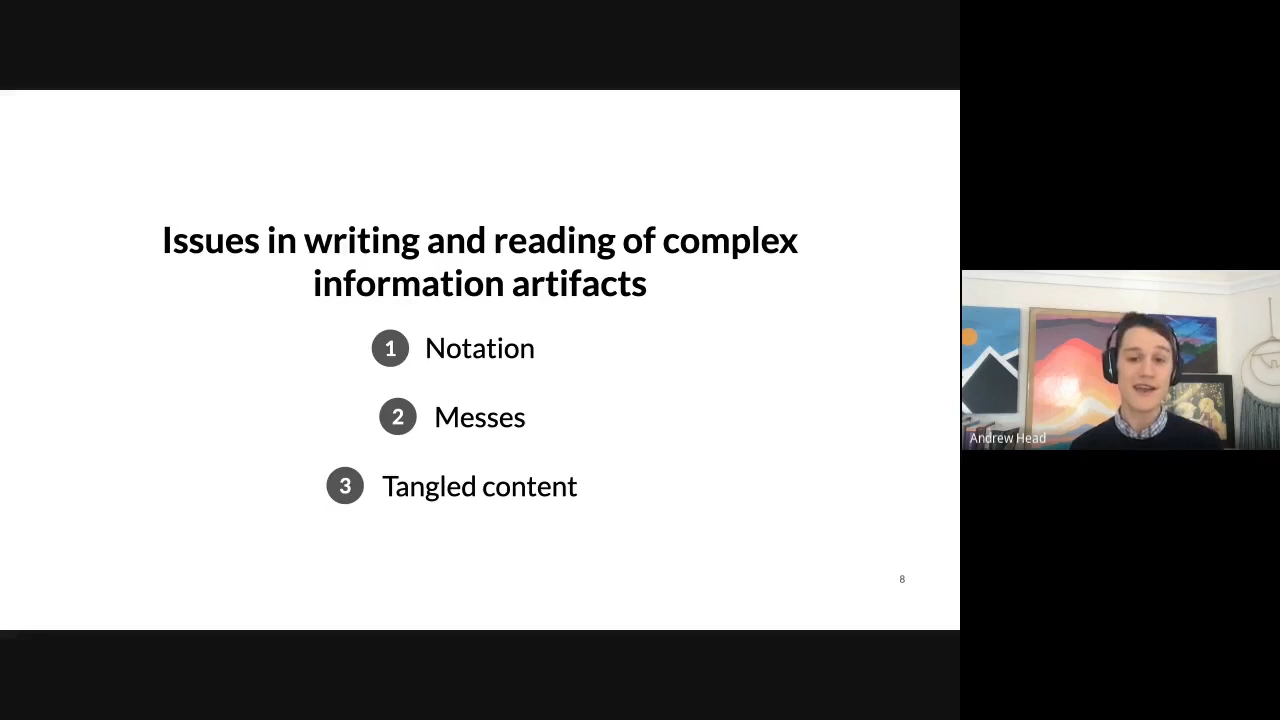 Issues in writing and reading of complex
information artifacts
1 Notation
2 Messes
3 Tangled content
8
Andrew Head